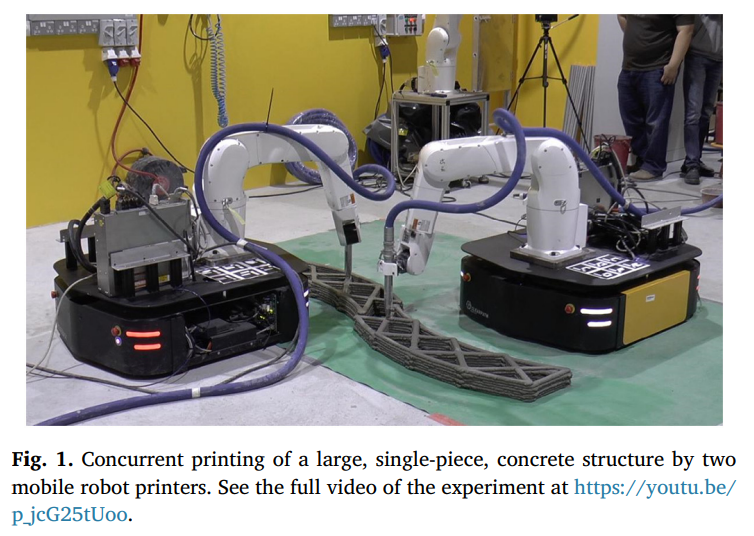 Fig. 1. Concurrent printing of a large, single-piece, concrete structure by two
mobile robot printers. See the full video of the experiment at https://youtu.be/
p_jcG25tUoo.